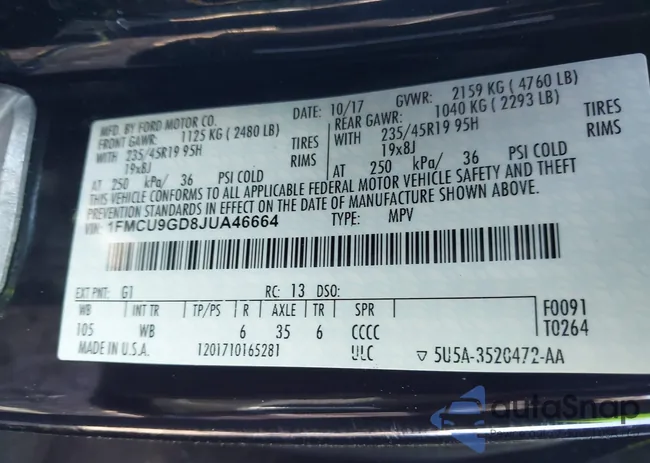 MFD. BY FORD MOTOR CO. DATE: 10/17 GVWR: 2159 KG ( 4760 LB)
FRONT GAWR: 1125 KG ( 2480 LB) REAR GAWR: 1040 KG ( 2293 LB)
WITH 235/45R19 95H TIRES WITH 235/45R19 95H TIRES
19x8J RIMS 19x8J RIMS
AT 250 kPa/ 36 PSI COLD AT 250 kPa/ 36 PSI COLD
THIS VEHICLE CONFORMS TO ALL APPLICABLE FEDERAL MOTOR VEHICLE SAFETY AND THEFT
PREVENTION STANDARDS IN EFFECT ON THE DATE OF MANUFACTURE SHOWN ABOVE.
VIN: 1FMCU9GD8JUA46664 TYPE: MPV
EXT PNT: G1 RC: 13 DSO:
WB INT TR TP/PS R AXLE TR SPR F0091
105 WB 6 35 6 CCCC T0264
MADE IN U.S.A. 1201710165281 ULC 5U5A-3520472-AA
autoSnap